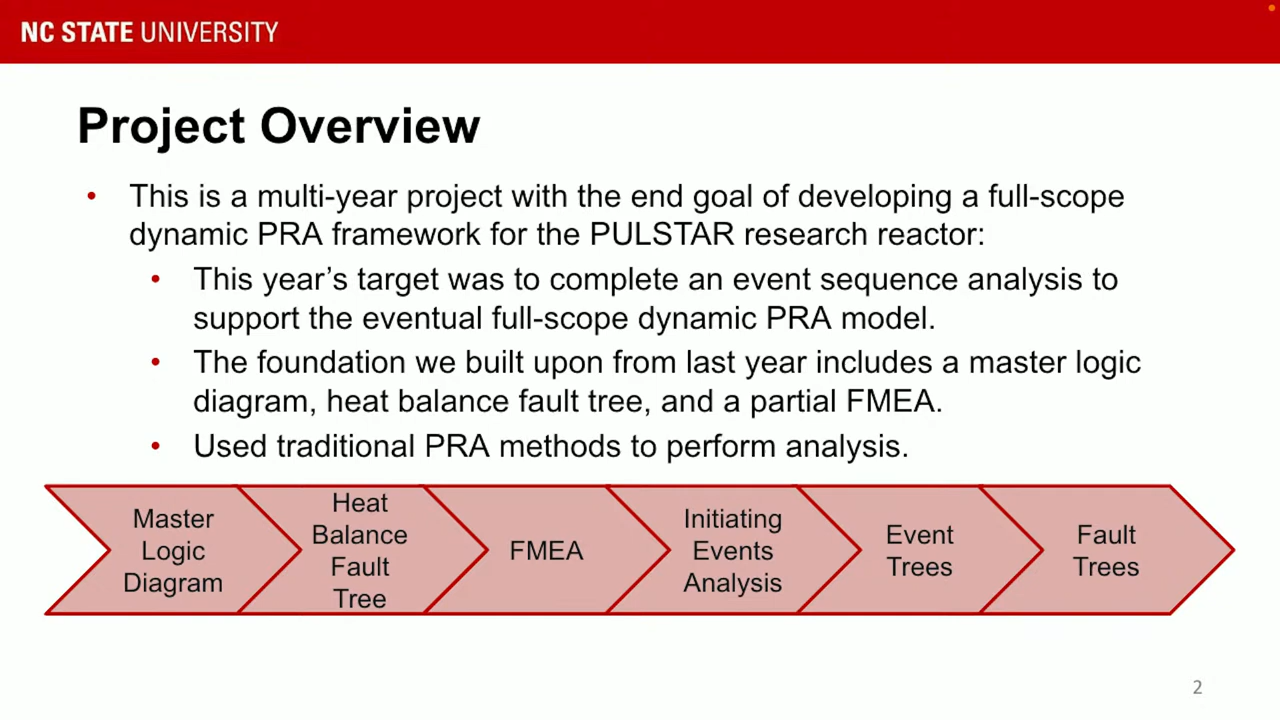 NC STATE UNIVERSITY
Project Overview
• This is a multi-year project with the end goal of developing a full-scope
dynamic PRA framework for the PULSTAR research reactor:
• This year’s target was to complete an event sequence analysis to
support the eventual full-scope dynamic PRA model.
• The foundation we built upon from last year includes a master logic
diagram, heat balance fault tree, and a partial FMEA.
• Used traditional PRA methods to perform analysis.
Master
Logic
Diagram
Heat
Balance
Fault
Tree
FMEA
Initiating
Events
Analysis
Event
Trees
Fault
Trees
2